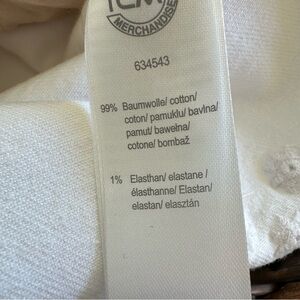 TCM
MERCHANDISE
634543
99% Baumwolle/ cotton/
coton/ pamuklu/ bavlna/
pamut/ bawełna/
cotone/ bombaž
1% Elasthan/ elastane /
élasthanne/ Elastan/
elastan/ elasztán